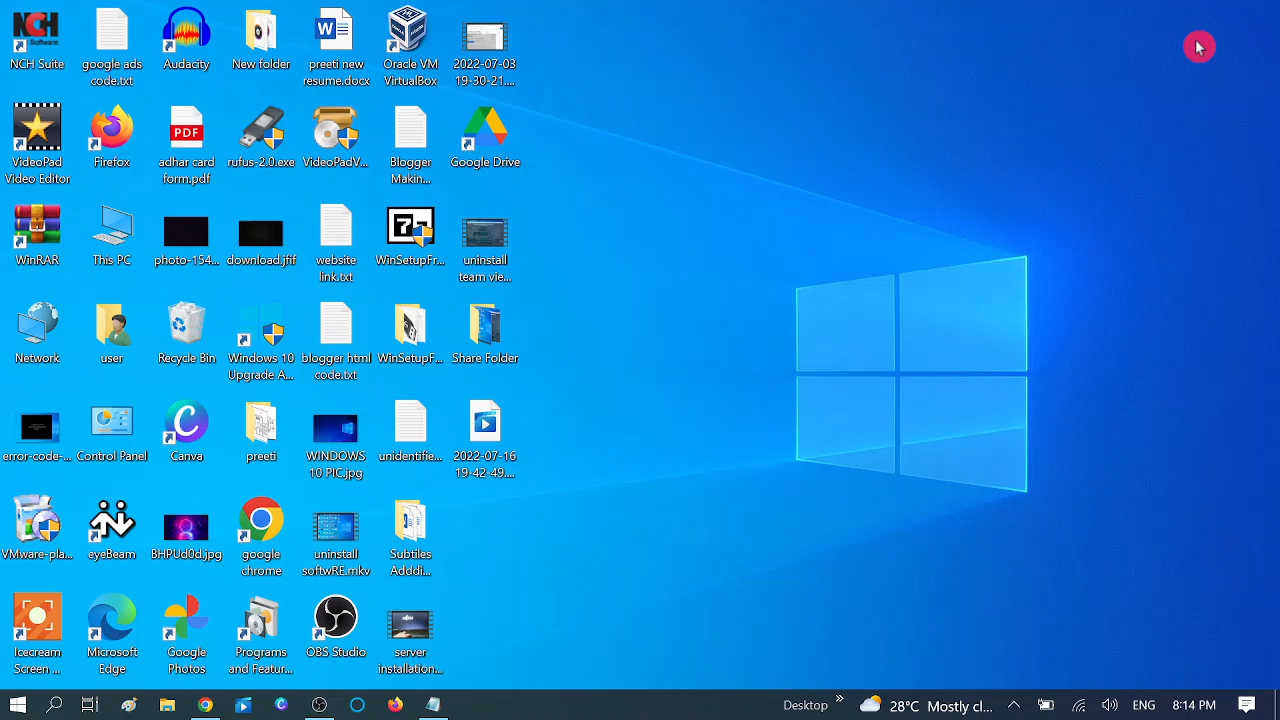 NCH Suite
google ads
code.txt
Audacity
New folder
preeti new
resume.docx
Oracle VM
VirtualBox
2022-07-03
19-30-21....
VideoPad
Video Editor
Firefox
PDF
adhar card
form.pdf
rufus-2.0.exe
VideoPadV...
Blogger
Makin...
Google Drive
WinRAR
This PC
photo-154...
download.jfif
website
link.txt
WinSetupFr...
uninstall
team vie...
Network
user
Recycle Bin
Windows 10
Upgrade A...
blogger html
code.txt
WinSetupF...
Share Folder
error-code-...
Control Panel
Canva
preeti
WINDOWS
10 PIC.jpg
unidentifie...
2022-07-16
19-42-49....
VMware-pla...
eyeBeam
BHPUd0d.jpg
google
chrome
uninstall
softwRE.mkv
Subtiles
Adddi...
Icecream
Screen ...
Microsoft
Edge
Google
Photos
Programs
and Featur...
OBS Studio
server
installation...
Desktop
28°C Mostly cl...
ENG
8:14 PM